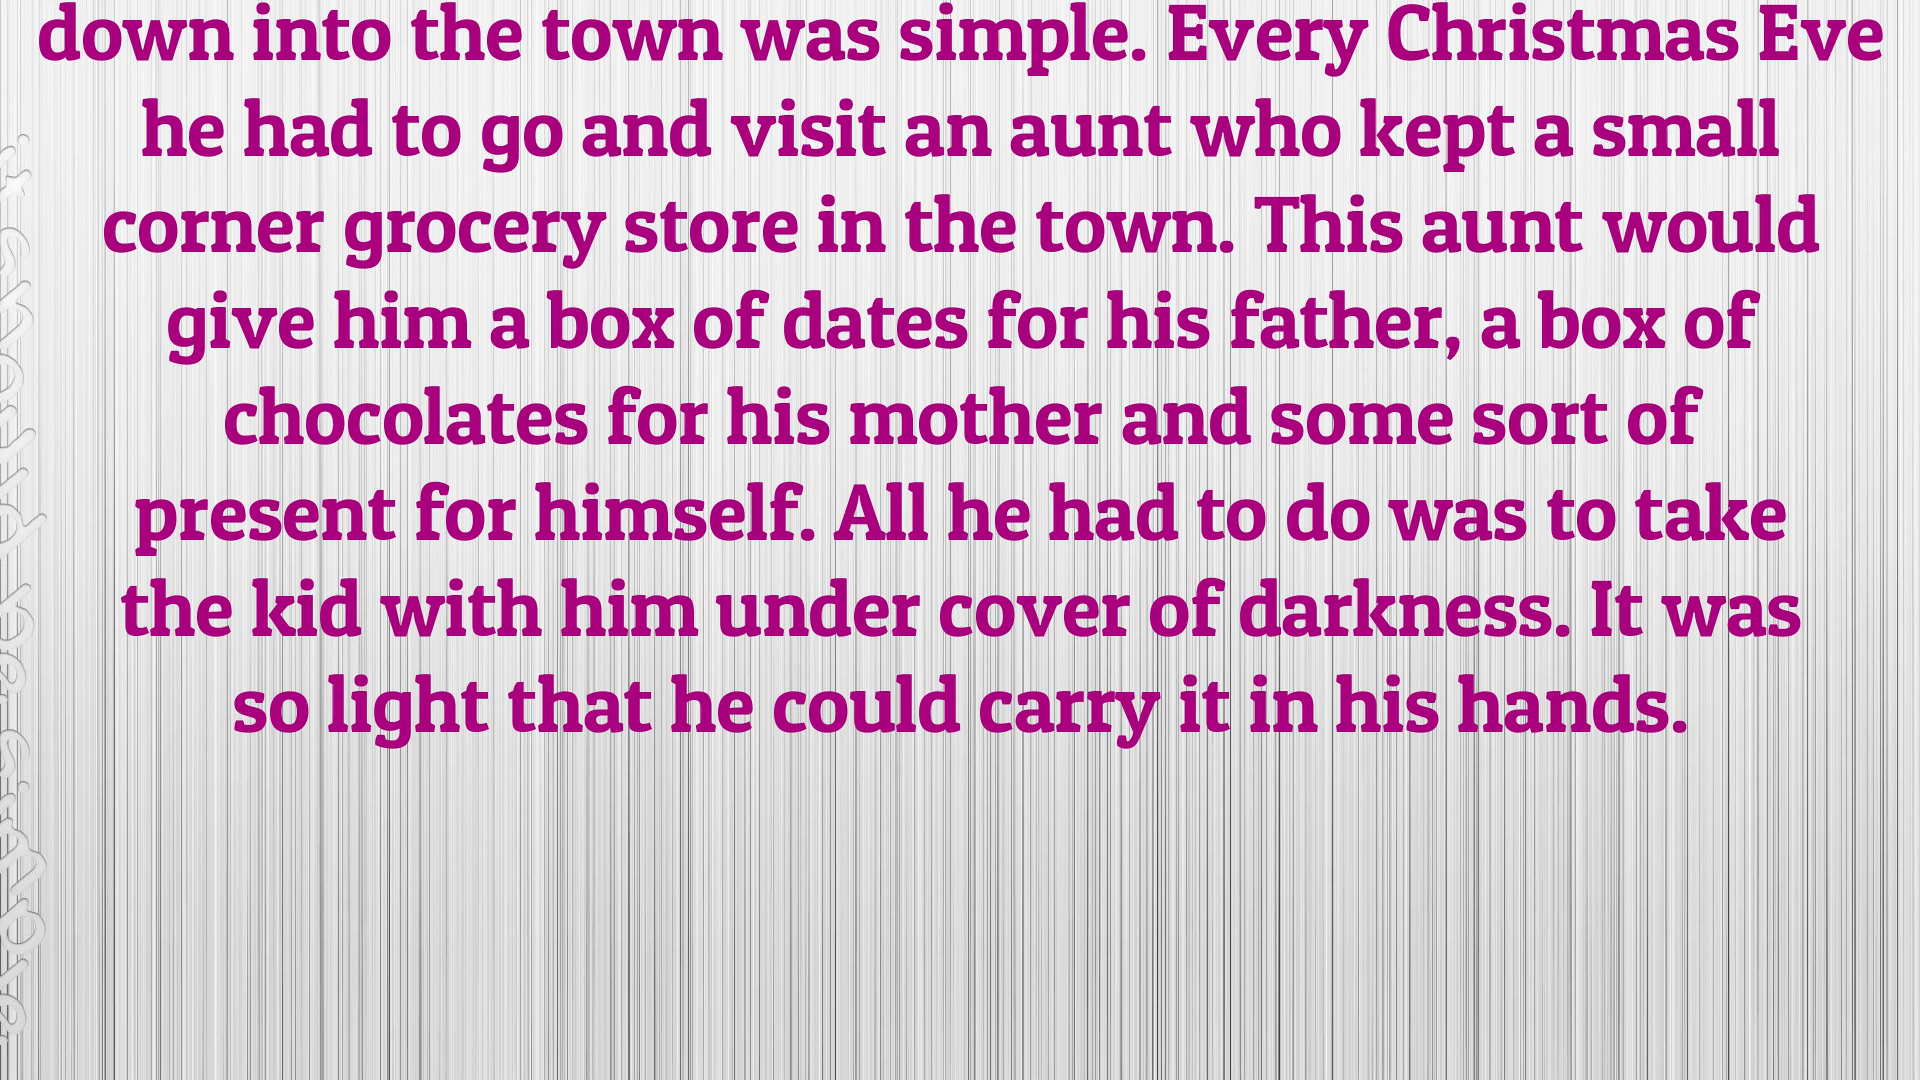 down into the town was simple. Every Christmas Eve
he had to go and visit an aunt who kept a small
corner grocery store in the town. This aunt would
give him a box of dates for his father, a box of
chocolates for his mother and some sort of
present for himself. All he had to do was to take
the kid with him under cover of darkness. It was
so light that he could carry it in his hands.